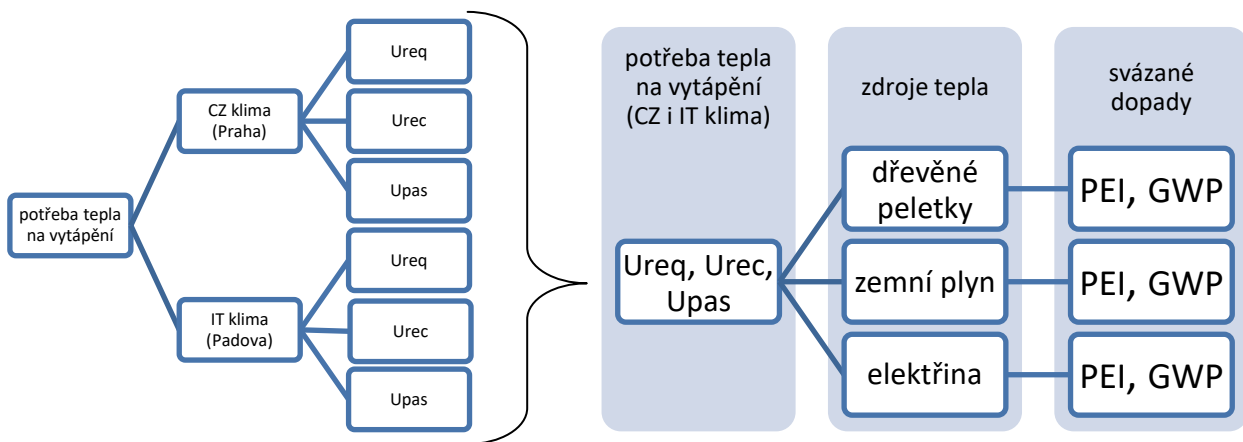 potřeba tepla
na vytápění
CZ klima
(Praha)
Ureq
Urec
Upas
IT klima
(Padova)
Ureq
Urec
Upas
potřeba tepla
na vytápění
(CZ i IT klima)
Ureq, Urec,
Upas
zdroje tepla
dřevěné
peletky
zemní plyn
elektřina
svázané
dopady
PEI, GWP
PEI, GWP
PEI, GWP